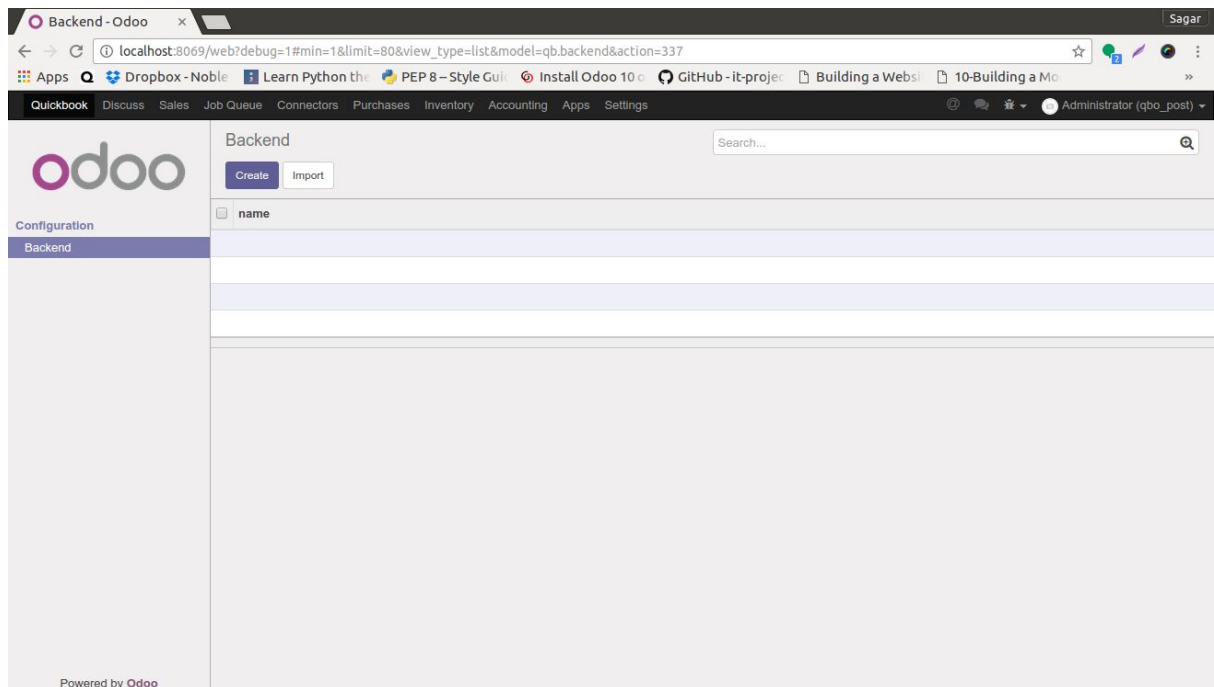 Backend - Odoo
Sagar
localhost:8069/web?debug=1#min=1&limit=80&view_type=list&model=qb.backend&action=337
2
Apps Dropbox - Noble Learn Python the PEP 8 – Style Guid Install Odoo 10 o GitHub - it-projec Building a Websi 10-Building a Mo »
Quickbook Discuss Sales Job Queue Connectors Purchases Inventory Accounting Apps Settings @ Administrator (qbo_post)
odoo
Backend
Search...
Create Import
name
Configuration
Backend
Powered by Odoo